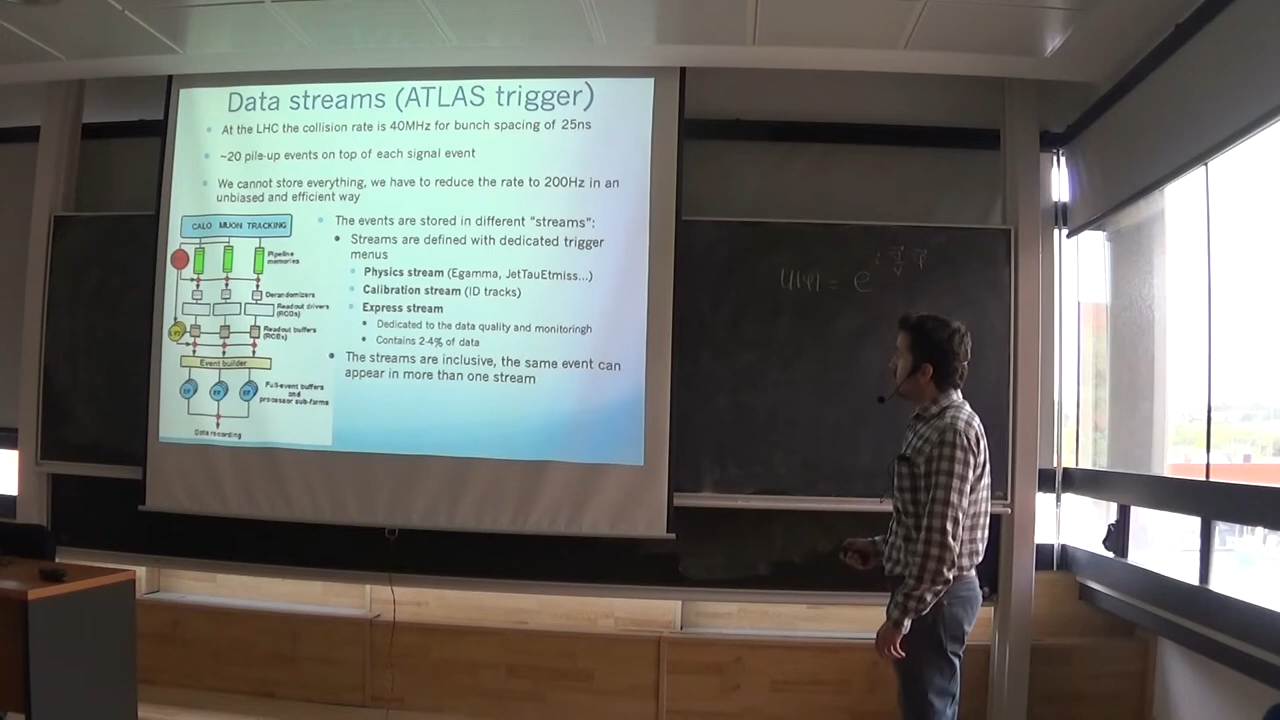 Data streams (ATLAS trigger)
At the LHC the collision rate is 40MHz for bunch spacing of 25ns
~20 pile-up events on top of each signal event
We cannot store everything, we have to reduce the rate to 200Hz in an
unbiased and efficient way
CALO MUON TRACKING
Pipeline
memories
Derandomizers
Readout drivers
(RODs)
Readout buffers
(ROBs)
Event builder
EF EF EF
Full-event buffers
and
processor sub-farms
Data recording
The events are stored in different "streams":
Streams are defined with dedicated trigger
menus
Physics stream (Egamma, JetTauEtmiss...)
Calibration stream (ID tracks)
Express stream
Dedicated to the data quality and monitoringh
Contains 2-4% of data
The streams are inclusive, the same event can
appear in more than one stream